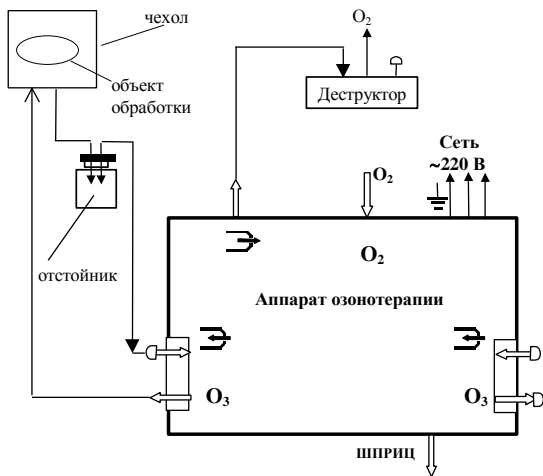 O₂
чехол
объект
обработки
Деструктор
Сеть
~220 В
O₂
отстойник
O₂
Аппарат озонотерапии
O₃
O₃
ШПРИЦ